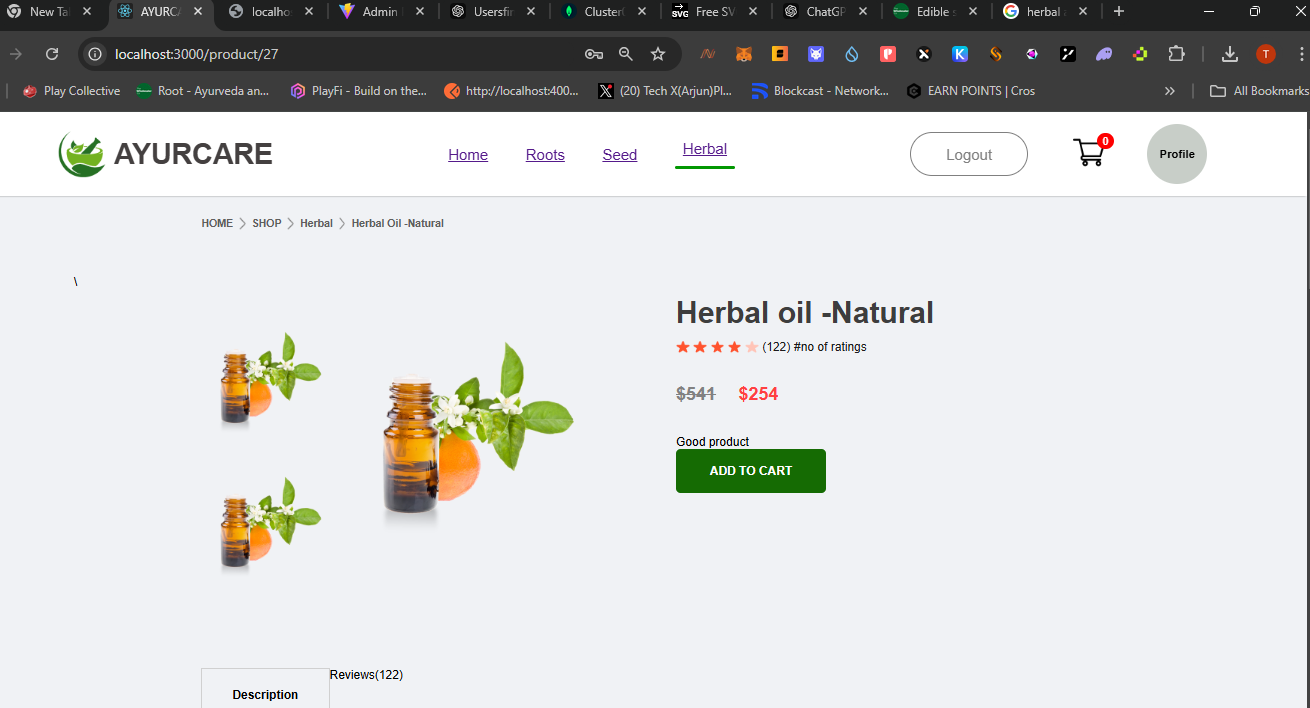 New Ta
AYURCA
localho
Admin
Usersfir
Cluster
Free SV
ChatGP
Edible s
herbal
localhost:3000/product/27
T
Play Collective
Root - Ayurveda an...
PlayFi - Build on the...
http://localhost:400...
(20) Tech X(Arjun)Pl...
Blockcast - Network...
EARN POINTS | Cros
All Bookmarks
AYURCARE
Home
Roots
Seed
Herbal
Logout
0
Profile
HOME
SHOP
Herbal
Herbal Oil -Natural
\
Herbal oil -Natural
(122) #no of ratings
$541 $254
Good product
ADD TO CART
Reviews(122)
Description